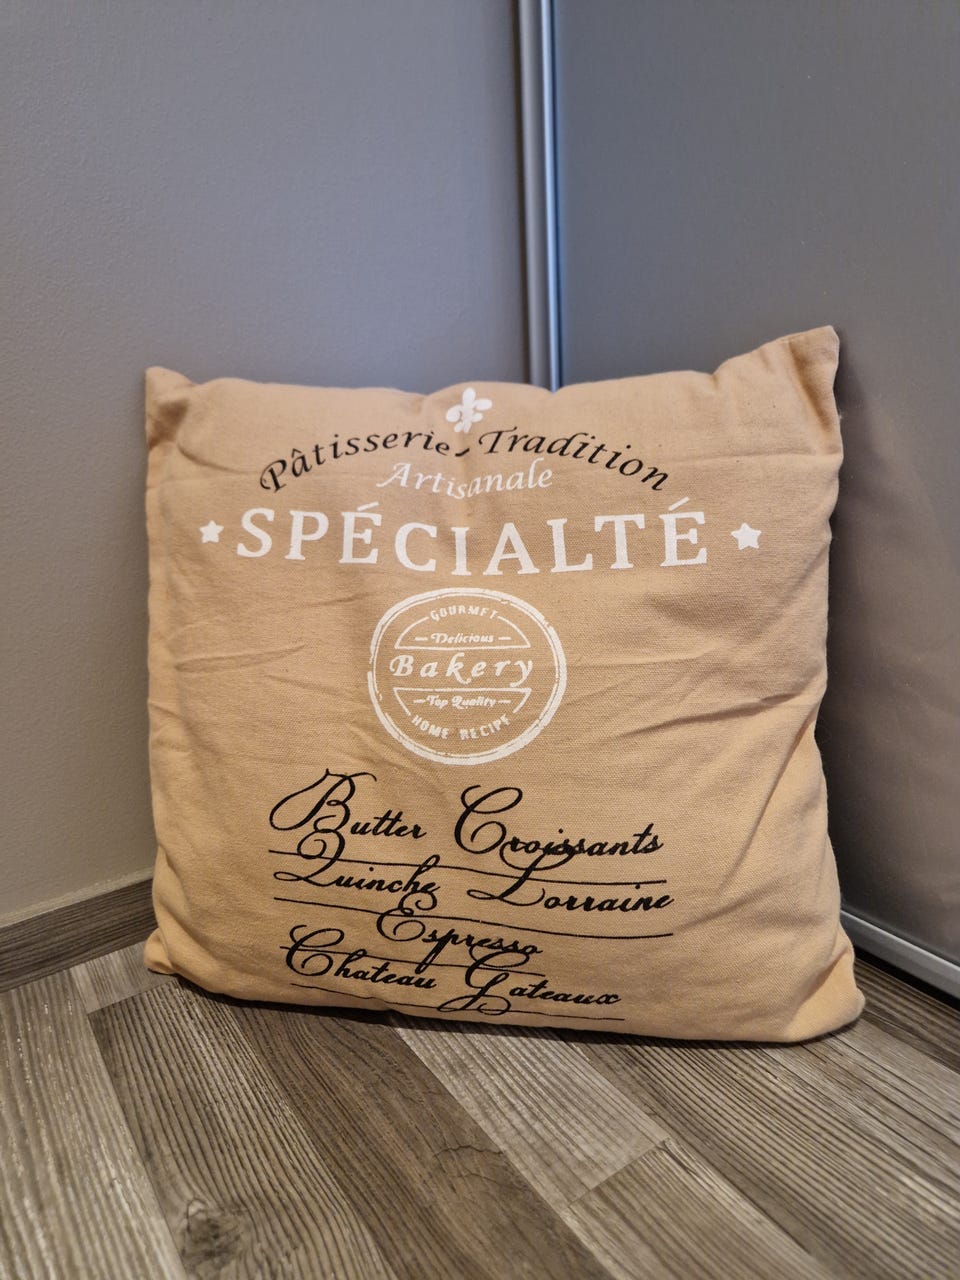 Pâtisserie - Tradition
Artisanale
SPÉCIALTÉ
GOURMET
Delicious
Bakery
Top Quality
HOME RECIPE
Butter Croissants
Quinche Lorraine
Espresso
Chateau Gateaux